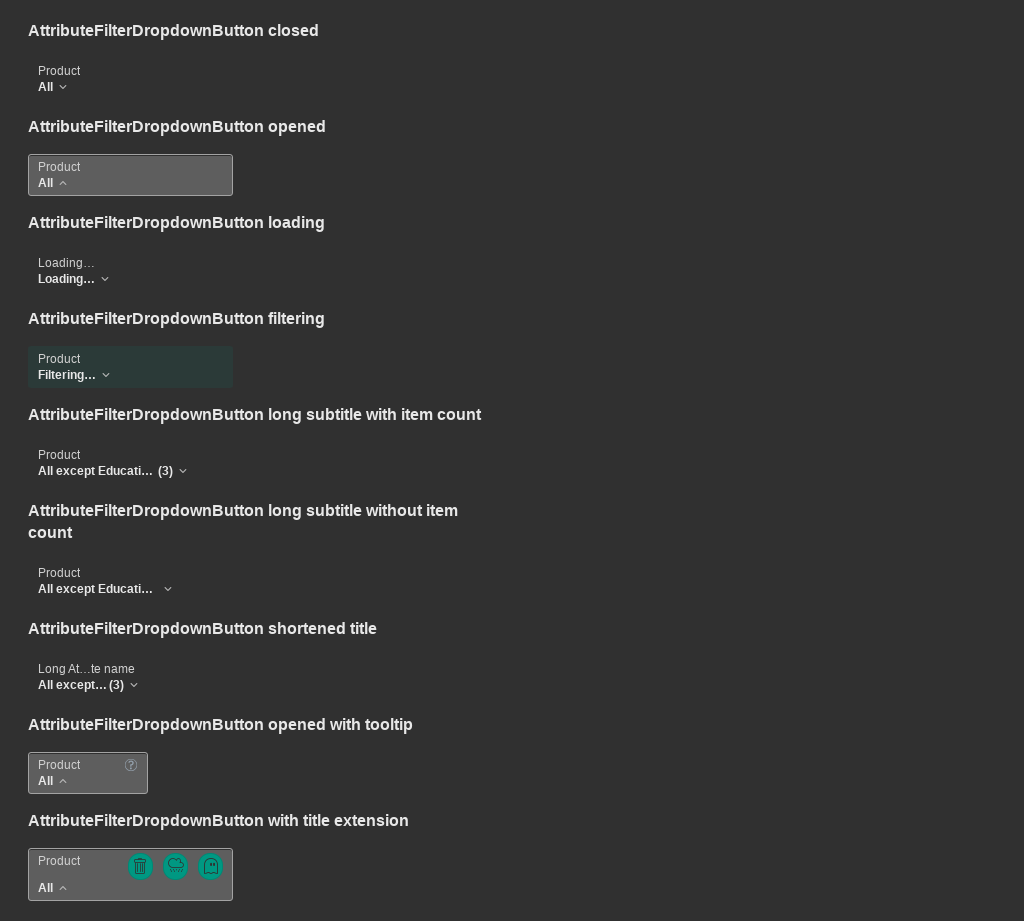 AttributeFilterDropdownButton closed
Product
All
AttributeFilterDropdownButton opened
Product
All
AttributeFilterDropdownButton loading
Loading…
Loading…
AttributeFilterDropdownButton filtering
Product
Filtering…
AttributeFilterDropdownButton long subtitle with item count
Product
All except Educati… (3)
AttributeFilterDropdownButton long subtitle without item
count
Product
All except Educati…
AttributeFilterDropdownButton shortened title
Long At…te name
All except… (3)
AttributeFilterDropdownButton opened with tooltip
Product
All
AttributeFilterDropdownButton with title extension
Product
All